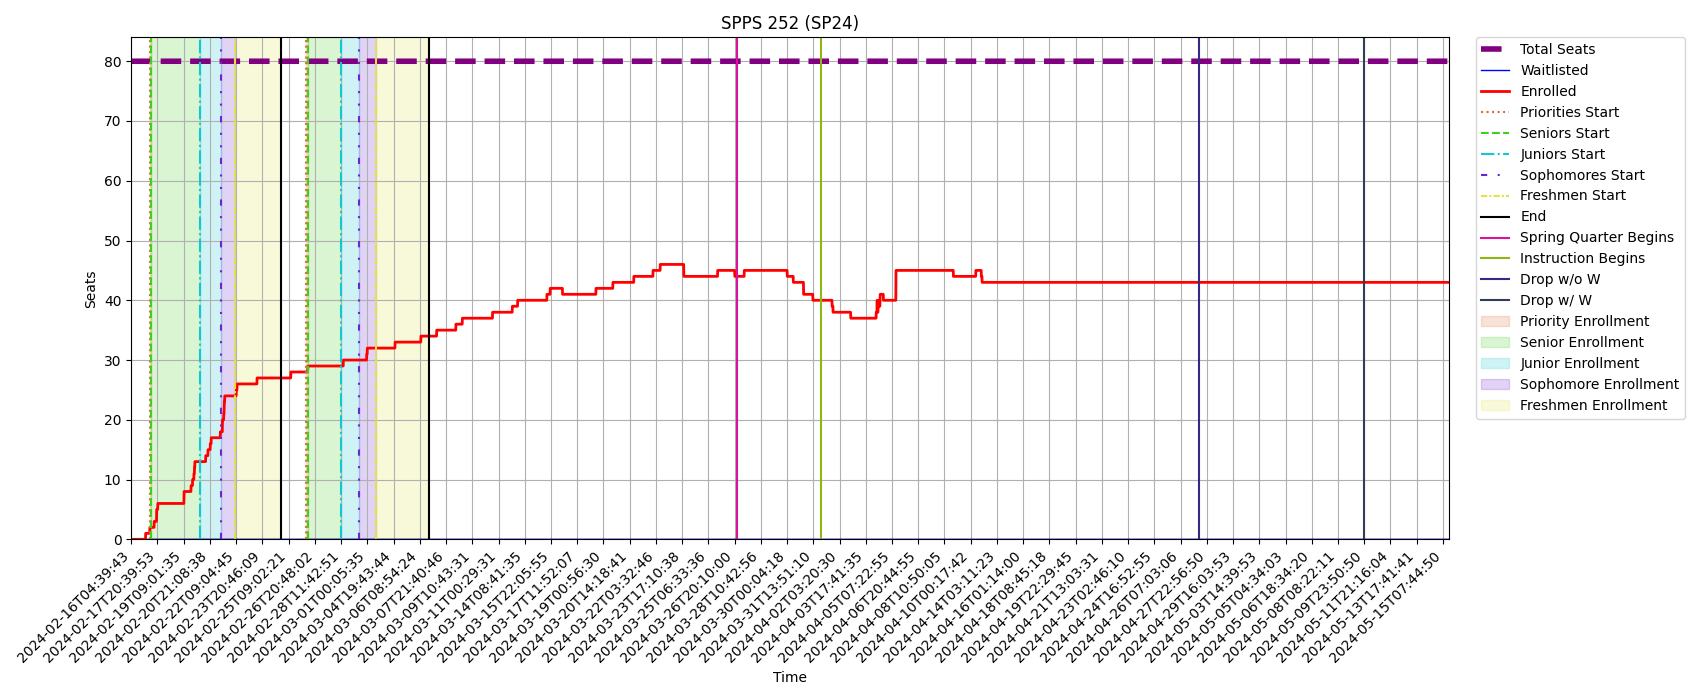 SPPS 252 (SP24)
Seats
80
70
60
50
40
30
20
10
0
2024-02-16T04:39:43
2024-02-17T20:39:53
2024-02-19T09:01:35
2024-02-20T21:08:38
2024-02-22T09:04:45
2024-02-23T20:46:09
2024-02-25T09:02:21
2024-02-26T20:48:02
2024-02-28T11:42:51
2024-03-01T00:05:35
2024-03-04T19:43:44
2024-03-06T08:54:24
2024-03-07T21:40:46
2024-03-09T10:43:31
2024-03-11T00:29:31
2024-03-14T08:41:35
2024-03-15T22:05:55
2024-03-17T11:52:07
2024-03-19T00:56:30
2024-03-20T14:18:41
2024-03-22T03:32:46
2024-03-23T17:10:38
2024-03-25T06:33:36
2024-03-26T20:10:00
2024-03-28T10:42:56
2024-03-30T00:04:18
2024-03-31T13:51:10
2024-04-02T03:20:30
2024-04-03T17:41:35
2024-04-05T07:22:55
2024-04-06T20:44:55
2024-04-08T10:50:05
2024-04-10T00:17:42
2024-04-14T03:11:23
2024-04-16T01:14:00
2024-04-18T08:45:18
2024-04-19T22:29:45
2024-04-21T13:03:31
2024-04-23T02:46:10
2024-04-24T16:52:55
2024-04-26T07:03:06
2024-04-27T22:56:50
2024-04-29T16:03:53
2024-05-03T14:39:53
2024-05-05T04:34:03
2024-05-06T18:34:20
2024-05-08T08:22:11
2024-05-09T23:50:50
2024-05-11T21:16:04
2024-05-13T17:41:41
2024-05-15T07:44:50
Time
Total Seats
Waitlisted
Enrolled
Priorities Start
Seniors Start
Juniors Start
Sophomores Start
Freshmen Start
End
Spring Quarter Begins
Instruction Begins
Drop w/o W
Drop w/ W
Priority Enrollment
Senior Enrollment
Junior Enrollment
Sophomore Enrollment
Freshmen Enrollment